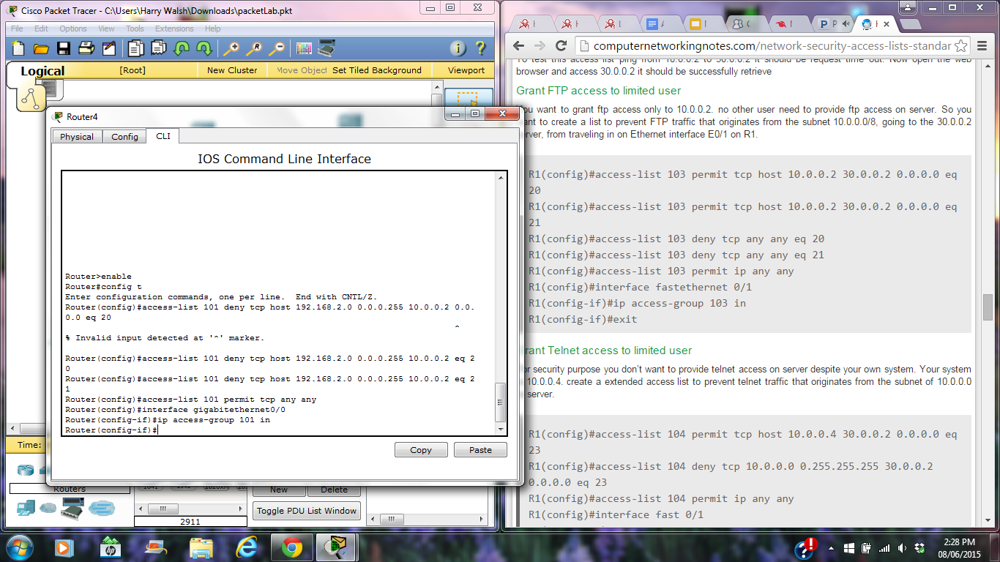 Cisco Packet Tracer - C:\Users\Harry Walsh\Downloads\packetLab.pkt
File Edit Options View Tools Extensions Help
Logical [Root] New Cluster Move Object Set Tiled Background Viewport
Router4
Physical Config CLI
IOS Command Line Interface
Router>enable
Router#config t
Enter configuration commands, one per line. End with CNTL/Z.
Router(config)#access-list 101 deny tcp host 192.168.2.0 0.0.0.255 10.0.0.2 0.0.
0.0 eq 20
^
% Invalid input detected at '^' marker.
Router(config)#access-list 101 deny tcp host 192.168.2.0 0.0.0.255 10.0.0.2 eq 2
0
Router(config)#access-list 101 deny tcp host 192.168.2.0 0.0.0.255 10.0.0.2 eq 2
1
Router(config)#access-list 101 permit tcp any any
Router(config)#interface gigabitethernet0/0
Router(config-if)#ip access-group 101 in
Router(config-if)#
Copy Paste
Time:
Routers
New Delete
Toggle PDU List Window
2911
computernetworkingnotes.com/network-security-access-lists-standar
To test this access list ping from 10.0.0.2 to 30.0.0.2 it should be request time out. Now open the web
browser and access 30.0.0.2 it should be successfully retrieve
Grant FTP access to limited user
ou want to grant ftp access only to 10.0.0.2. no other user need to provide ftp access on server. So you
ant to create a list to prevent FTP traffic that originates from the subnet 10.0.0.0/8, going to the 30.0.0.2
erver, from traveling in on Ethernet interface E0/1 on R1.
R1(config)#access-list 103 permit tcp host 10.0.0.2 30.0.0.2 0.0.0.0 eq
20
R1(config)#access-list 103 permit tcp host 10.0.0.2 30.0.0.2 0.0.0.0 eq
21
R1(config)#access-list 103 deny tcp any any eq 20
R1(config)#access-list 103 deny tcp any any eq 21
R1(config)#access-list 103 permit ip any any
R1(config)#interface fastethernet 0/1
R1(config-if)#ip access-group 103 in
R1(config-if)#exit
rant Telnet access to limited user
or security purpose you don't want to provide telnet access on server despite your own system. Your system
10.0.0.4. create a extended access list to prevent telnet traffic that originates from the subnet of 10.0.0.0
server.
R1(config)#access-list 104 permit tcp host 10.0.0.4 30.0.0.2 0.0.0.0 eq
23
R1(config)#access-list 104 deny tcp 10.0.0.0 0.255.255.255 30.0.0.2
0.0.0.0 eq 23
R1(config)#access-list 104 permit ip any any
R1(config)#interface fast 0/1
2:28 PM
08/06/2015